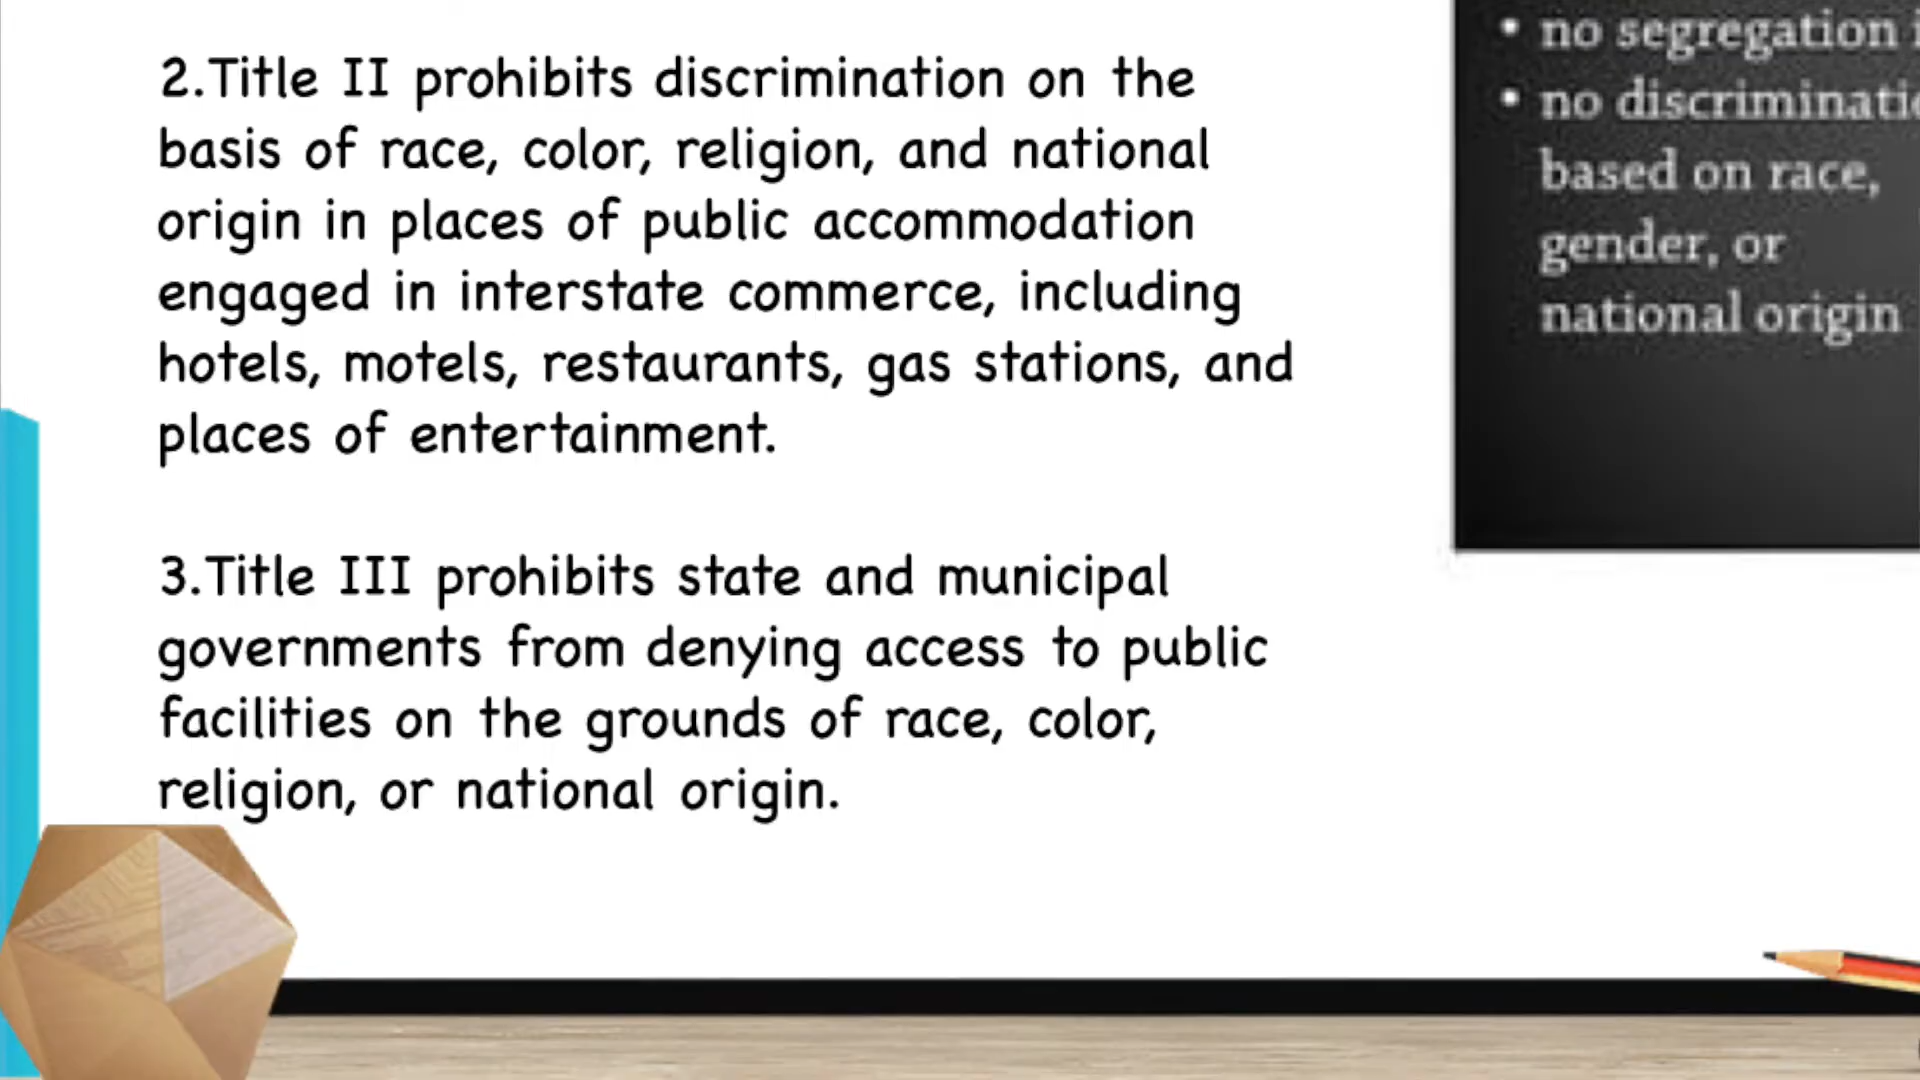 2.Title II prohibits discrimination on the
basis of race, color, religion, and national
origin in places of public accommodation
engaged in interstate commerce, including
hotels, motels, restaurants, gas stations, and
places of entertainment.
3.Title III prohibits state and municipal
governments from denying access to public
facilities on the grounds of race, color,
religion, or national origin.
• no segregation
• no
based on race,
gender, or
national origin